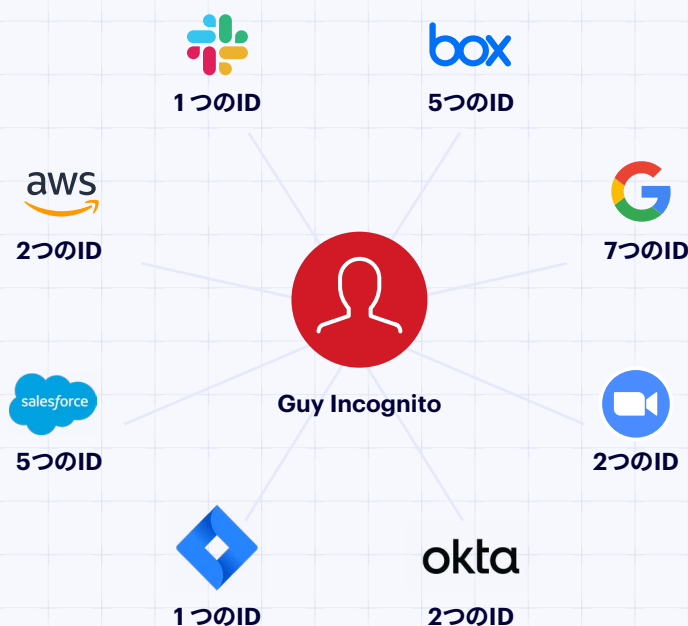 box
1 つのID
5つのID
aws
2つのID
7つのID
Guy Incognito
salesforce
5つのID
2つのID
okta
1 つのID
2つのID